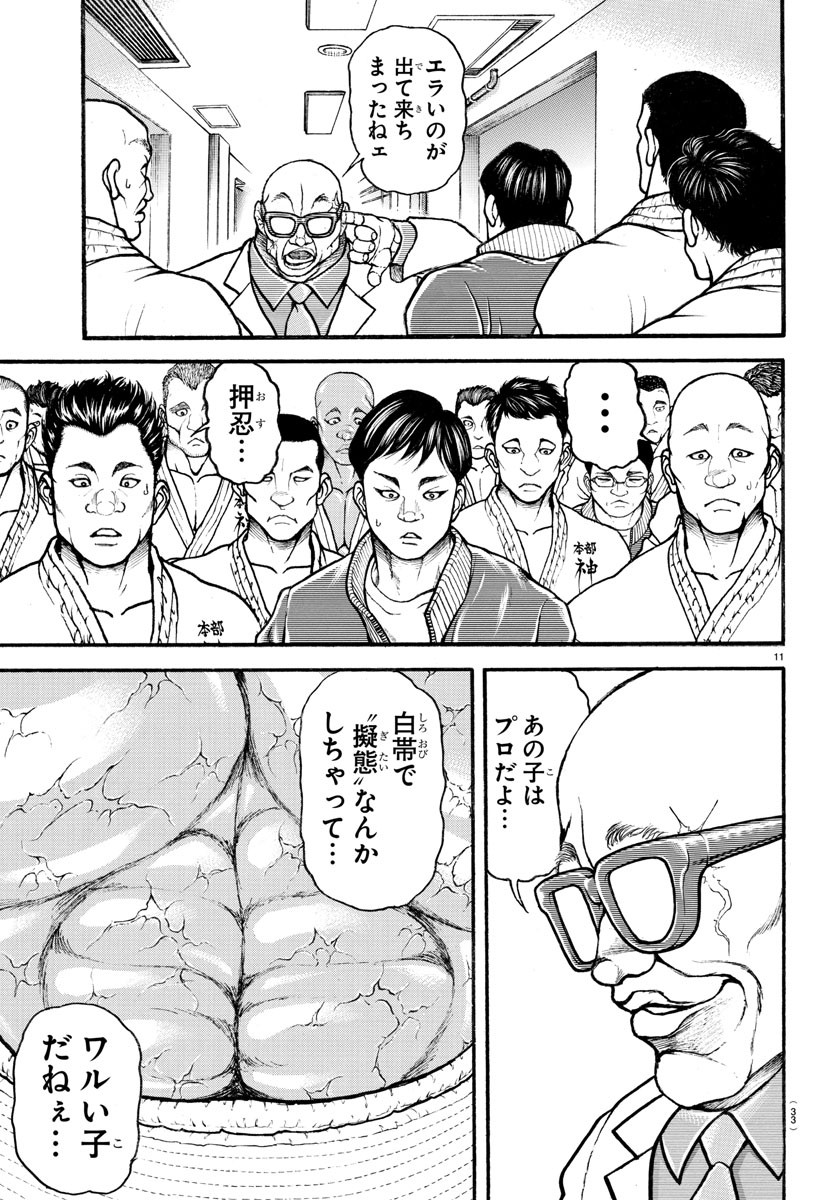 エラいのが
出て来ち
まったねェ
…
押忍…
本部
神
本部
11
あの子は
プロだよ…
白帯で
〝擬態〟なんか
しちゃって…
ワルい子
だねぇ…
(33)